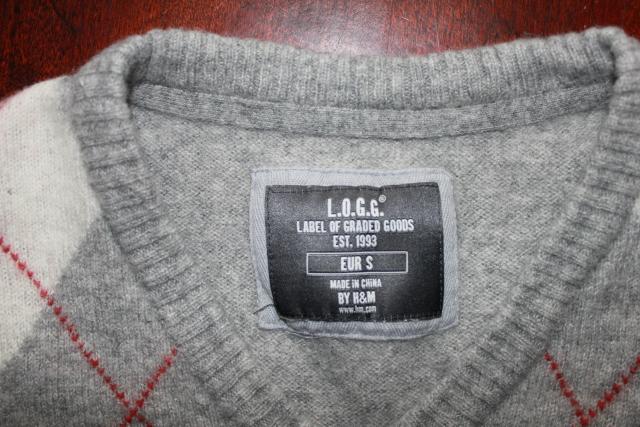 L.O.G.G.®
LABEL OF GRADED GOODS
EST. 1993
EUR S
MADE IN CHINA
BY H&M
www.hm.com